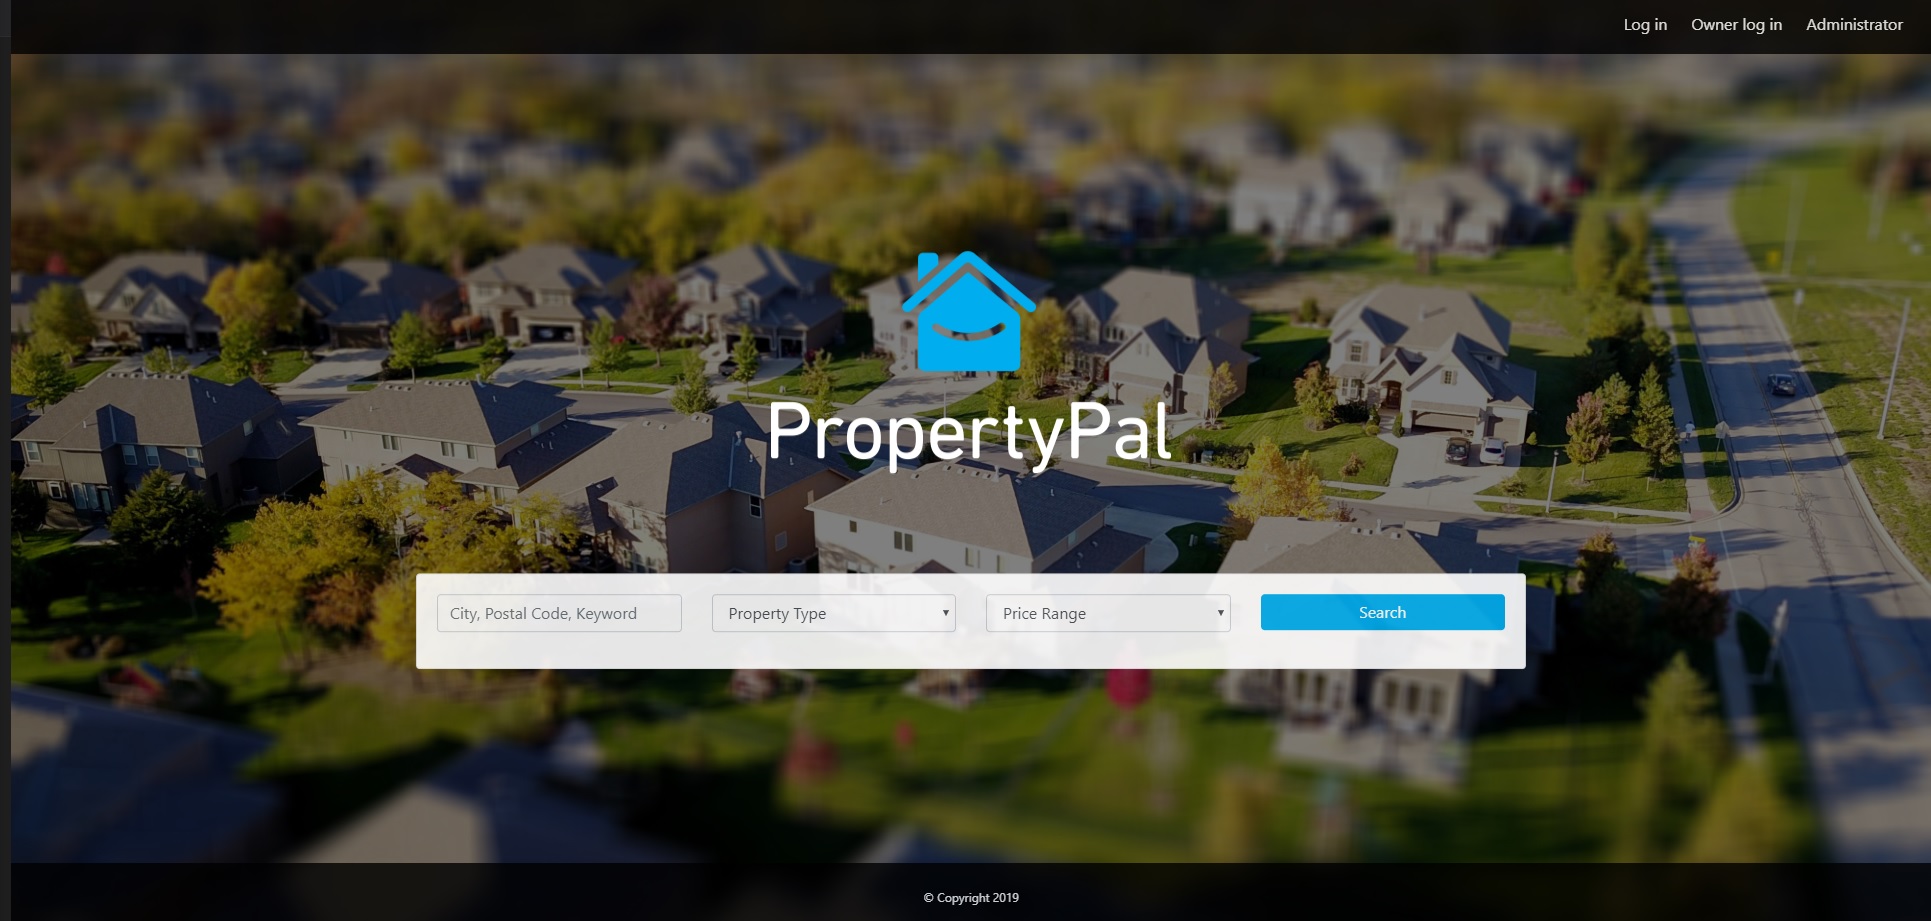 Log in Owner log in Administrator
PropertyPal
City, Postal Code, Keyword Property Type Price Range Search
© Copyright 2019